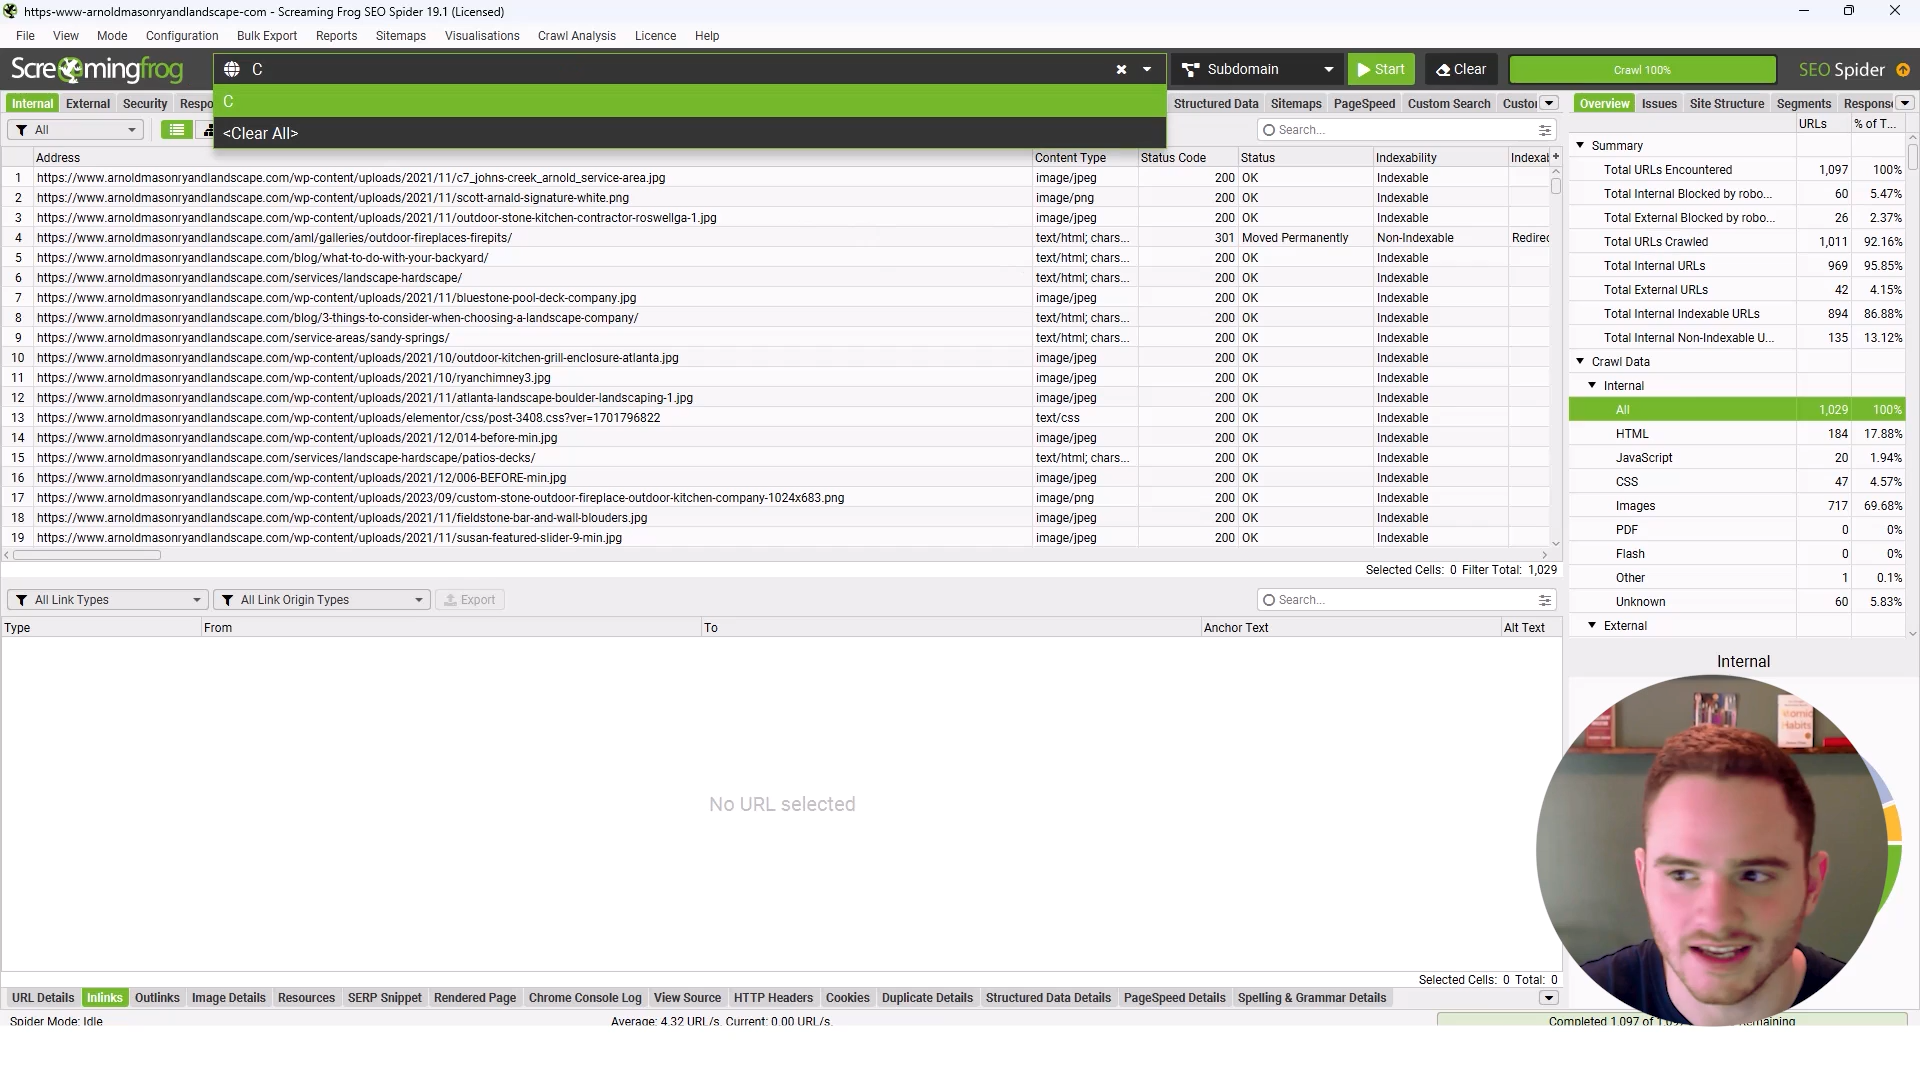 https-www-arnoldmasonryandlandscape-com - Screaming Frog SEO Spider 19.1 (Licensed)
File View Mode Configuration Bulk Export Reports Sitemaps Visualisations Crawl Analysis Licence Help
Screamingfrog C Subdomain Start Clear Crawl 100% SEO Spider
C
<Clear All>
Internal External Security Respo Structured Data Sitemaps PageSpeed Custom Search Custo Overview Issues Site Structure Segments Respons
All Search... URLs % of T...
Address Content Type Status Code Status Indexability Indexal
1 https://www.arnoldmasonryandlandscape.com/wp-content/uploads/2021/11/c7_johns-creek_arnold_service-area.jpg image/jpeg 200 OK Indexable
2 https://www.arnoldmasonryandlandscape.com/wp-content/uploads/2021/11/scott-arnald-signature-white.png image/png 200 OK Indexable
3 https://www.arnoldmasonryandlandscape.com/wp-content/uploads/2021/11/outdoor-stone-kitchen-contractor-roswellga-1.jpg image/jpeg 200 OK Indexable
4 https://www.arnoldmasonryandlandscape.com/aml/galleries/outdoor-fireplaces-firepits/ text/html; chars... 301 Moved Permanently Non-Indexable Redirec
5 https://www.arnoldmasonryandlandscape.com/blog/what-to-do-with-your-backyard/ text/html; chars... 200 OK Indexable
6 https://www.arnoldmasonryandlandscape.com/services/landscape-hardscape/ text/html; chars... 200 OK Indexable
7 https://www.arnoldmasonryandlandscape.com/wp-content/uploads/2021/11/bluestone-pool-deck-company.jpg image/jpeg 200 OK Indexable
8 https://www.arnoldmasonryandlandscape.com/blog/3-things-to-consider-when-choosing-a-landscape-company/ text/html; chars... 200 OK Indexable
9 https://www.arnoldmasonryandlandscape.com/service-areas/sandy-springs/ text/html; chars... 200 OK Indexable
10 https://www.arnoldmasonryandlandscape.com/wp-content/uploads/2021/10/outdoor-kitchen-grill-enclosure-atlanta.jpg image/jpeg 200 OK Indexable
11 https://www.arnoldmasonryandlandscape.com/wp-content/uploads/2021/10/ryanchimney3.jpg image/jpeg 200 OK Indexable
12 https://www.arnoldmasonryandlandscape.com/wp-content/uploads/2021/11/atlanta-landscape-boulder-landscaping-1.jpg image/jpeg 200 OK Indexable
13 https://www.arnoldmasonryandlandscape.com/wp-content/uploads/elementor/css/post-3408.css?ver=1701796822 text/css 200 OK Indexable
14 https://www.arnoldmasonryandlandscape.com/wp-content/uploads/2021/12/014-before-min.jpg image/jpeg 200 OK Indexable
15 https://www.arnoldmasonryandlandscape.com/services/landscape-hardscape/patios-decks/ text/html; chars... 200 OK Indexable
16 https://www.arnoldmasonryandlandscape.com/wp-content/uploads/2021/12/006-BEFORE-min.jpg image/jpeg 200 OK Indexable
17 https://www.arnoldmasonryandlandscape.com/wp-content/uploads/2023/09/custom-stone-outdoor-fireplace-outdoor-kitchen-company-1024x683.png image/png 200 OK Indexable
18 https://www.arnoldmasonryandlandscape.com/wp-content/uploads/2021/11/fieldstone-bar-and-wall-blouders.jpg image/jpeg 200 OK Indexable
19 https://www.arnoldmasonryandlandscape.com/wp-content/uploads/2021/11/susan-featured-slider-9-min.jpg image/jpeg 200 OK Indexable
Selected Cells: 0 Filter Total: 1,029
Summary
Total URLs Encountered 1,097 100%
Total Internal Blocked by robo... 60 5.47%
Total External Blocked by robo... 26 2.37%
Total URLs Crawled 1,011 92.16%
Total Internal URLs 969 95.85%
Total External URLs 42 4.15%
Total Internal Indexable URLs 894 86.88%
Total Internal Non-Indexable U... 135 13.12%
Crawl Data
Internal
All 1,029 100%
HTML 184 17.88%
JavaScript 20 1.94%
CSS 47 4.57%
Images 717 69.68%
PDF 0 0%
Flash 0 0%
Other 1 0.1%
Unknown 60 5.83%
External
All Link Types All Link Origin Types Export Search...
Type From To Anchor Text Alt Text
Internal
No URL selected
Atomic
Habits
Selected Cells: 0 Total: 0
URL Details Inlinks Outlinks Image Details Resources SERP Snippet Rendered Page Chrome Console Log View Source HTTP Headers Cookies Duplicate Details Structured Data Details PageSpeed Details Spelling & Grammar Details
Spider Mode: Idle Average: 4.32 URL/s. Current: 0.00 URL/s. Completed 1,097 of